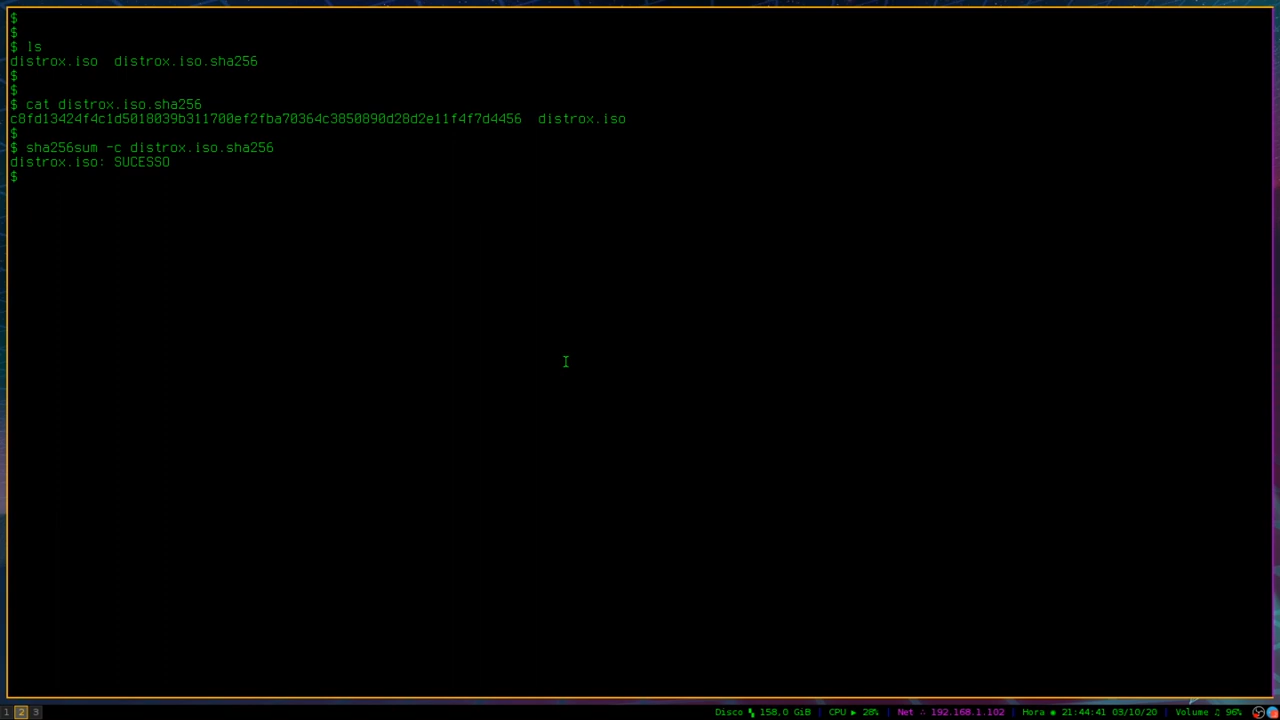 $
$
$ ls
distrox.iso  distrox.iso.sha256
$
$
$ cat distrox.iso.sha256
c8fd13424f4c1d5018039b311700ef2fba70364c3850890d28d2e11f4f7d4456  distrox.iso
$
$ sha256sum -c distrox.iso.sha256
distrox.iso: SUCESSO
$
1 2 3 Disco 158,0 GiB | CPU ▶ 28% | Net 192.168.1.102 | Hora 21:44:41 03/10/20 | Volume 96%